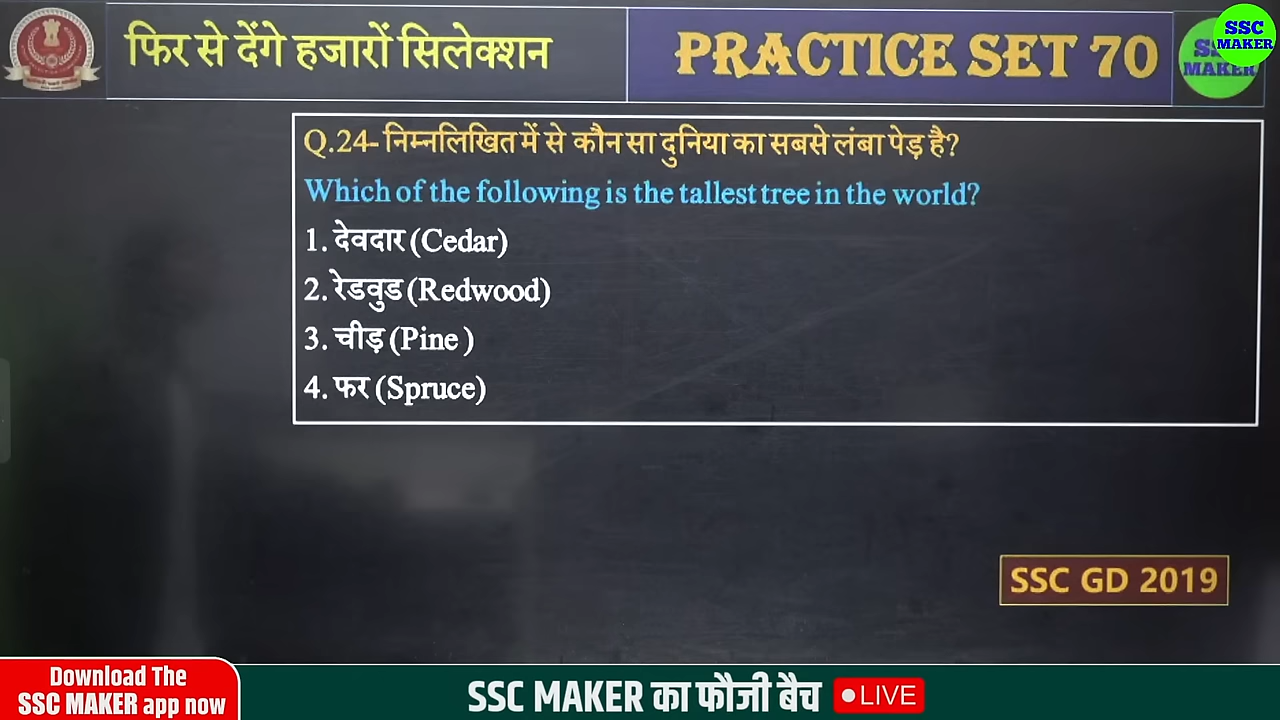 फिर से देंगे हजारों सिलेक्शन
PRACTICE SET 70
SSC
MAKER
MAKER
Q.24- निम्नलिखित में से कौन सा दुनिया का सबसे लंबा पेड़ है?
Which of the following is the tallest tree in the world?
1. देवदार (Cedar)
2. रेडवुड (Redwood)
3. चीड़ (Pine )
4. फर (Spruce)
SSC GD 2019
Download The
SSC MAKER app now
SSC MAKER का फौजी बैच
LIVE